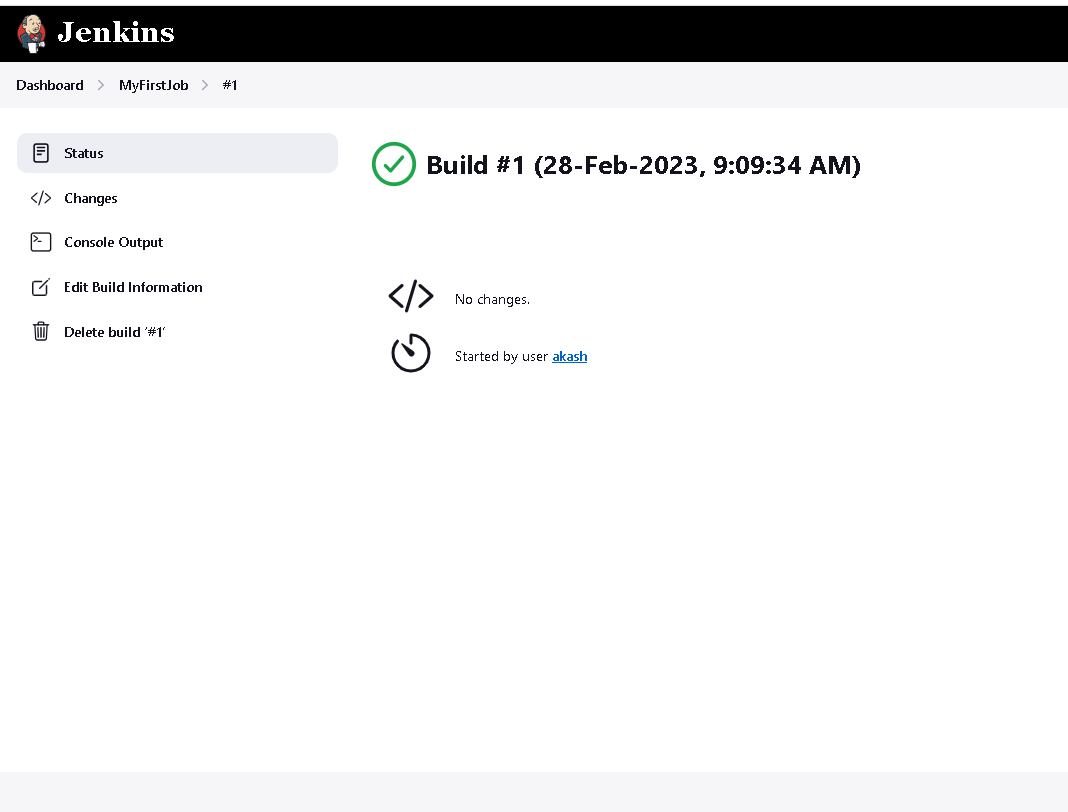 Jenkins
Dashboard MyFirstJob #1
Status
Changes
Console Output
Edit Build Information
Delete build ‘#1’
Build #1 (28-Feb-2023, 9:09:34 AM)
No changes.
Started by user akash